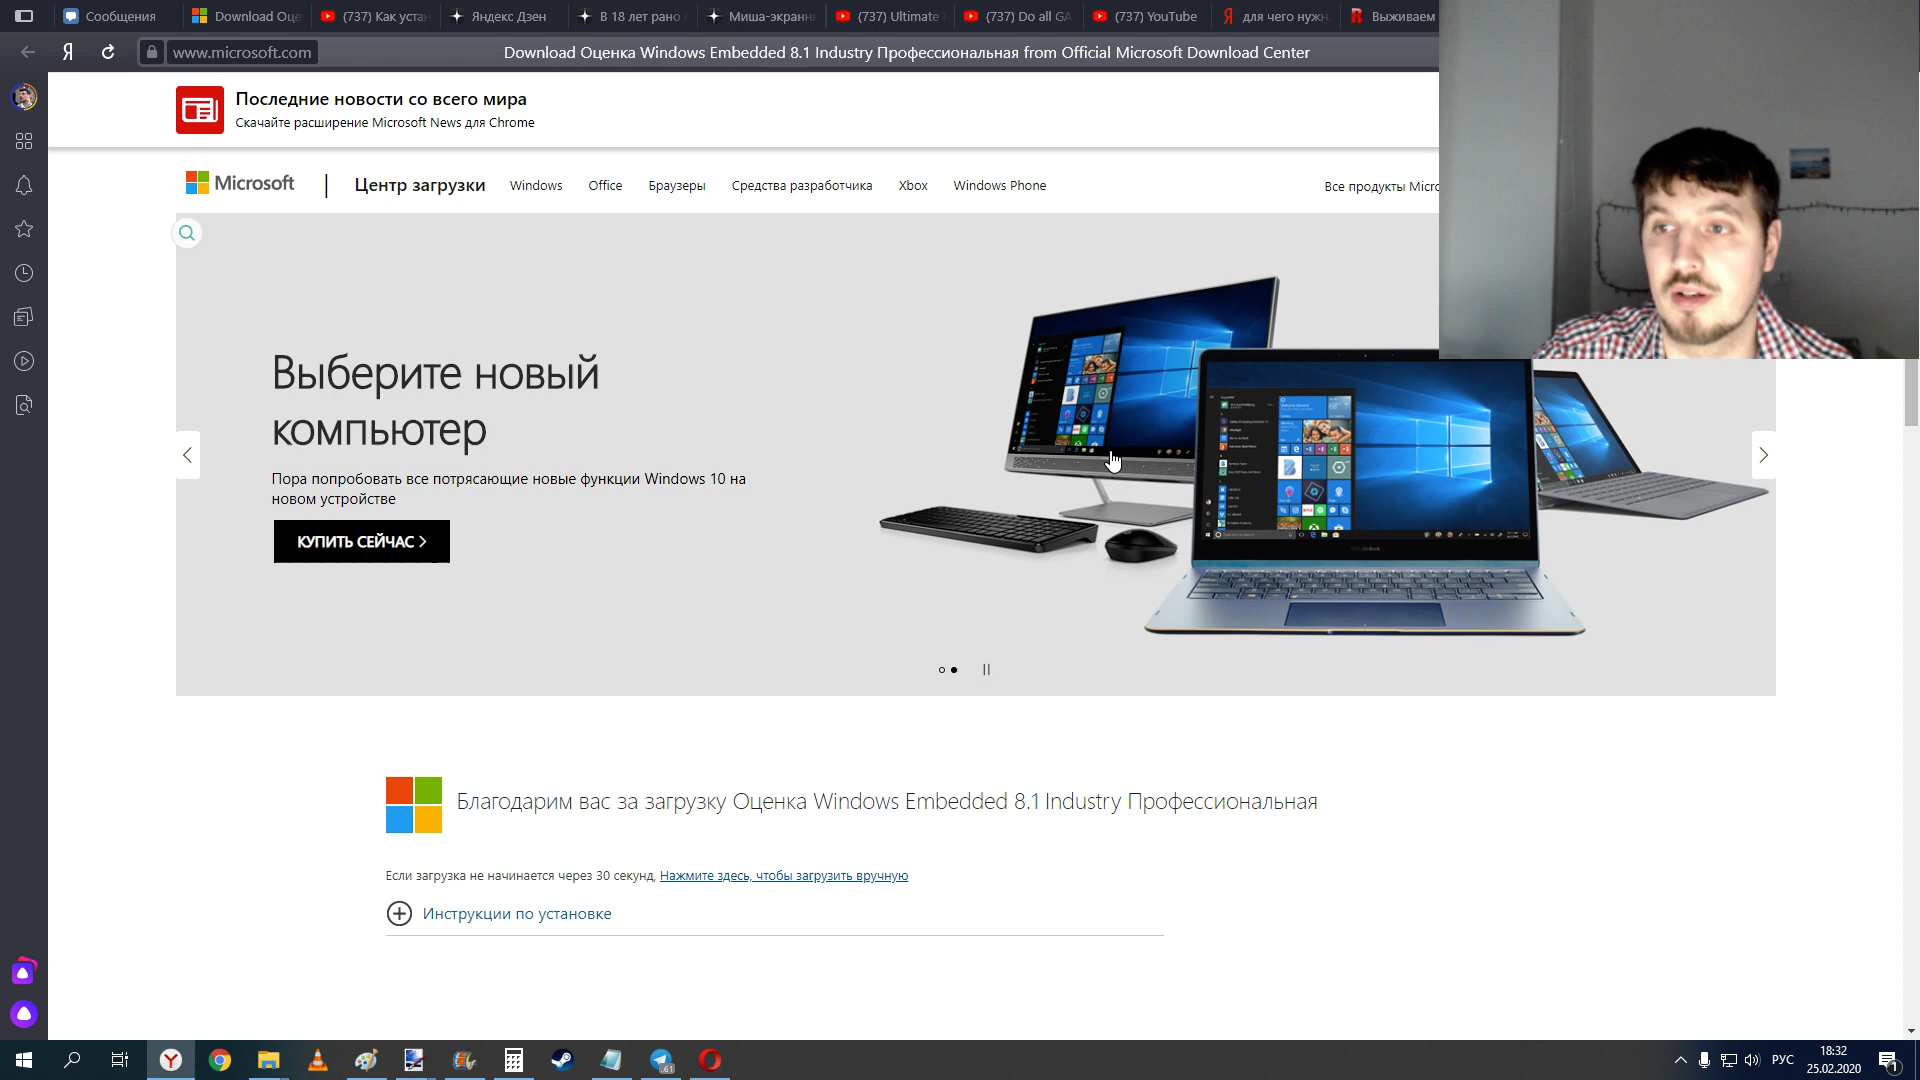 Сообщения
Download Оце
(737) Как устан
Яндекс Дзен
В 18 лет рано
Миша-экранн
(737) Ultimate
(737) Do all GA
(737) YouTube
для чего нужн
Выживаем
www.microsoft.com
Download Оценка Windows Embedded 8.1 Industry Профессиональная from Official Microsoft Download Center
Последние новости со всего мира
Скачайте расширение Microsoft News для Chrome
Microsoft
Центр загрузки
Windows
Office
Браузеры
Средства разработчика
Xbox
Windows Phone
Все продукты Micro
Выберите новый
компьютер
Пора попробовать все потрясающие новые функции Windows 10 на
новом устройстве
КУПИТЬ СЕЙЧАС >
Благодарим вас за загрузку Оценка Windows Embedded 8.1 Industry Профессиональная
Если загрузка не начинается через 30 секунд, Нажмите здесь, чтобы загрузить вручную
Инструкции по установке
61
РУС
18:32
25.02.2020
1